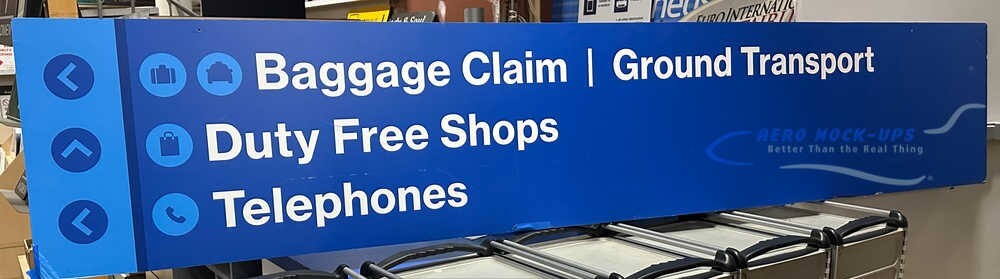 Baggage Claim | Ground Transport
Duty Free Shops
Telephones
AERO MOCK-UPS
Better Than the Real Thing